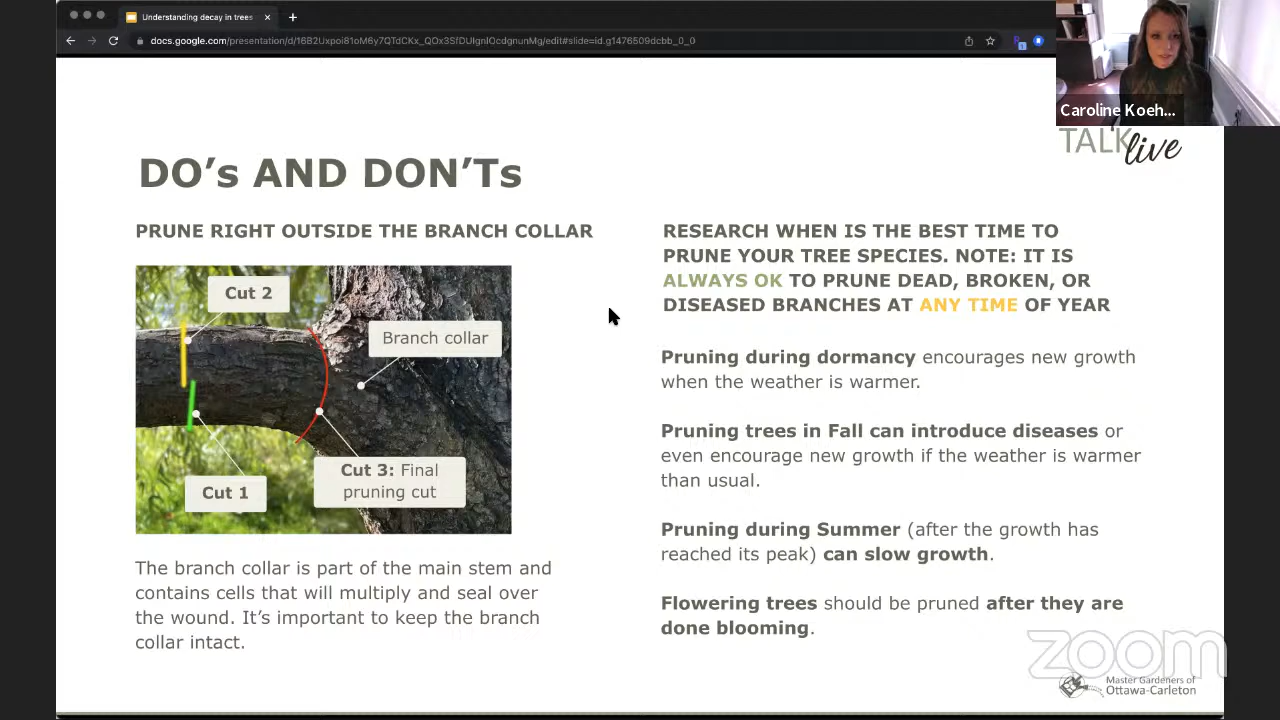 Understanding decay in trees
docs.google.com/presentation/d/16B2Uxpoi81oM6y7QTdCKx_QOx3SfDUIgnlOcdgnunMg/edit#slide=id.g1476509dcbb_0_0
Caroline Koeh...
TALK live
DO's AND DON'Ts
PRUNE RIGHT OUTSIDE THE BRANCH COLLAR
Cut 2
Branch collar
Cut 3: Final
pruning cut
Cut 1
The branch collar is part of the main stem and
contains cells that will multiply and seal over
the wound. It's important to keep the branch
collar intact.
RESEARCH WHEN IS THE BEST TIME TO
PRUNE YOUR TREE SPECIES. NOTE: IT IS
ALWAYS OK TO PRUNE DEAD, BROKEN, OR
DISEASED BRANCHES AT ANY TIME OF YEAR
Pruning during dormancy encourages new growth
when the weather is warmer.
Pruning trees in Fall can introduce diseases or
even encourage new growth if the weather is warmer
than usual.
Pruning during Summer (after the growth has
reached its peak) can slow growth.
Flowering trees should be pruned after they are
done blooming.
zoom
Master Gardeners of
Ottawa-Carleton